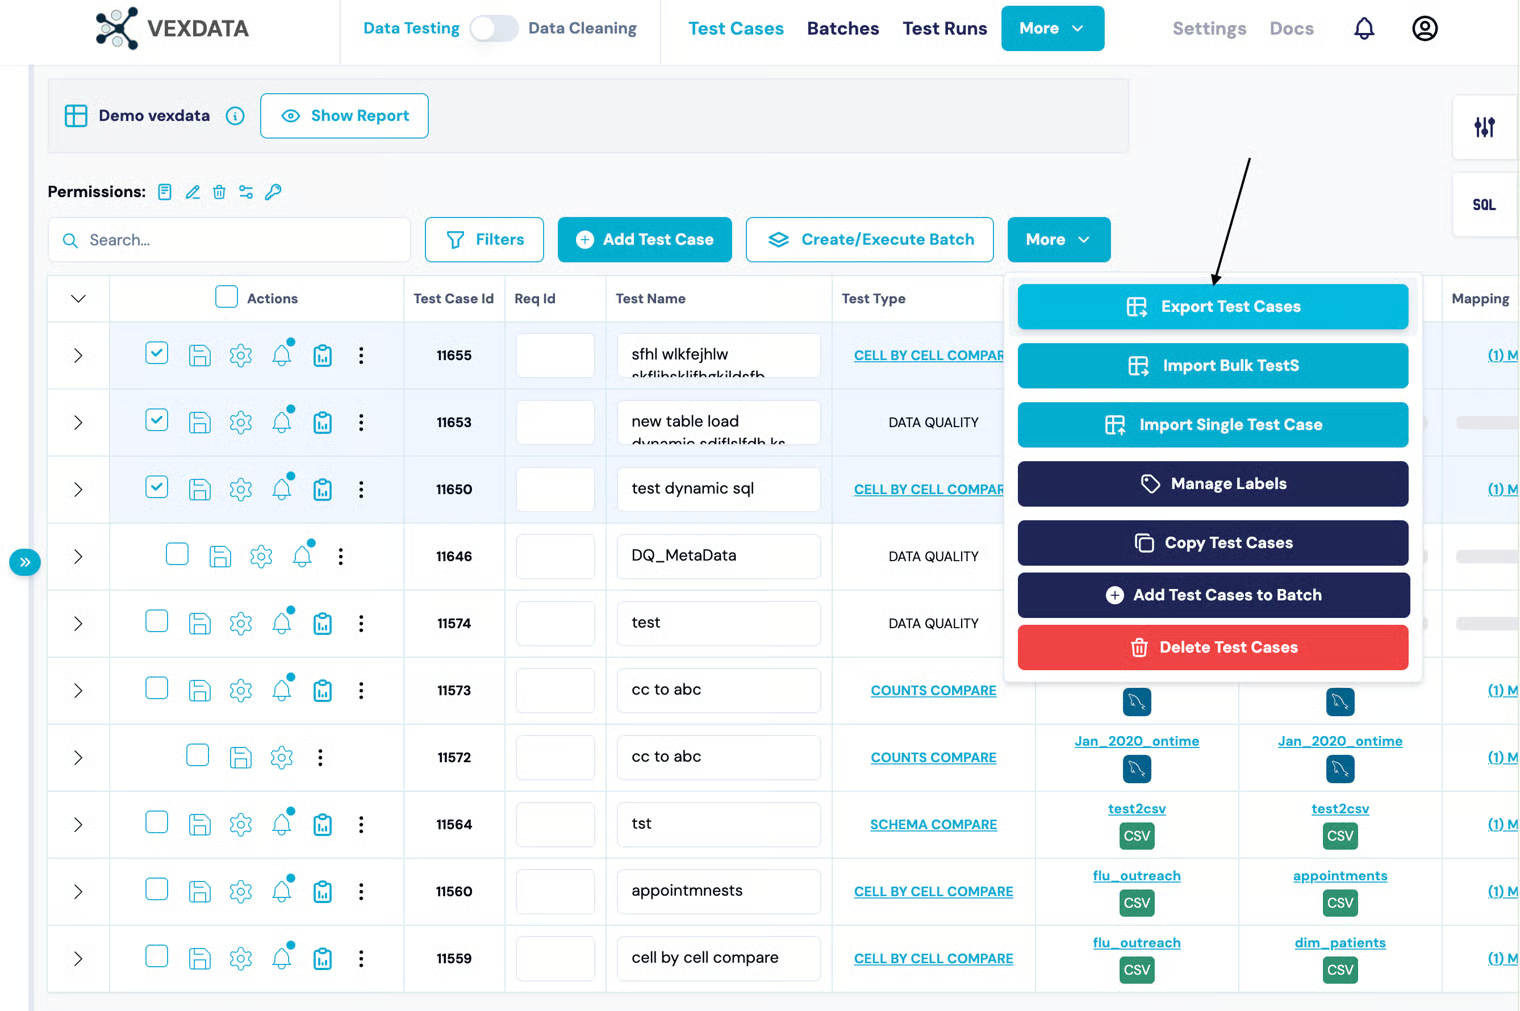 VEXDATA
Data Testing Data Cleaning Test Cases Batches Test Runs More Settings Docs
Demo vexdata Show Report
SQL
Permissions:
Search... Filters Add Test Case Create/Execute Batch More
Actions Test Case Id Req Id Test Name Test Type Mapping
Export Test Cases
Import Bulk TestS
Import Single Test Case
Manage Labels
Copy Test Cases
Add Test Cases to Batch
Delete Test Cases
11655 sfhl wlkfejhlw CELL BY CELL COMPAR (1) M
11653 new table load DATA QUALITY
11650 test dynamic sql CELL BY CELL COMPAR (1) M
11646 DQ_MetaData DATA QUALITY
11574 test DATA QUALITY
11573 cc to abc COUNTS COMPARE (1) M
11572 cc to abc COUNTS COMPARE Jan_2020_ontime Jan_2020_ontime (1) M
11564 tst SCHEMA COMPARE test2csv CSV test2csv CSV (1) M
11560 appointmnests CELL BY CELL COMPARE flu_outreach CSV appointments CSV (1) M
11559 cell by cell compare CELL BY CELL COMPARE flu_outreach CSV dim_patients CSV (1) M